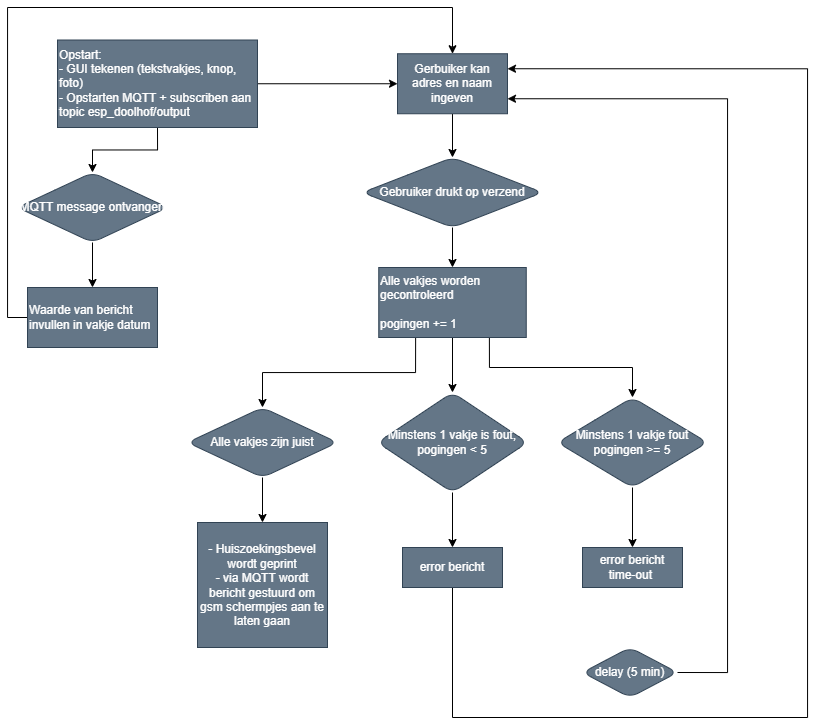 Opstart:
- GUI tekenen (tekstvakjes, knop,
foto)
- Opstarten MQTT + subscriben aan
topic esp_doolhof/output
Gerbuiker kan
adres en naam
ingeven
MQTT message ontvangen
Gebruiker drukt op verzend
Waarde van bericht
invullen in vakje datum
Alle vakjes worden
gecontroleerd
pogingen += 1
Alle vakjes zijn juist
Minstens 1 vakje is fout,
pogingen < 5
Minstens 1 vakje fout
pogingen >= 5
- Huiszoekingsbevel
wordt geprint
- via MQTT wordt
bericht gestuurd om
gsm schermpjes aan te
laten gaan
error bericht
error bericht
time-out
delay (5 min)